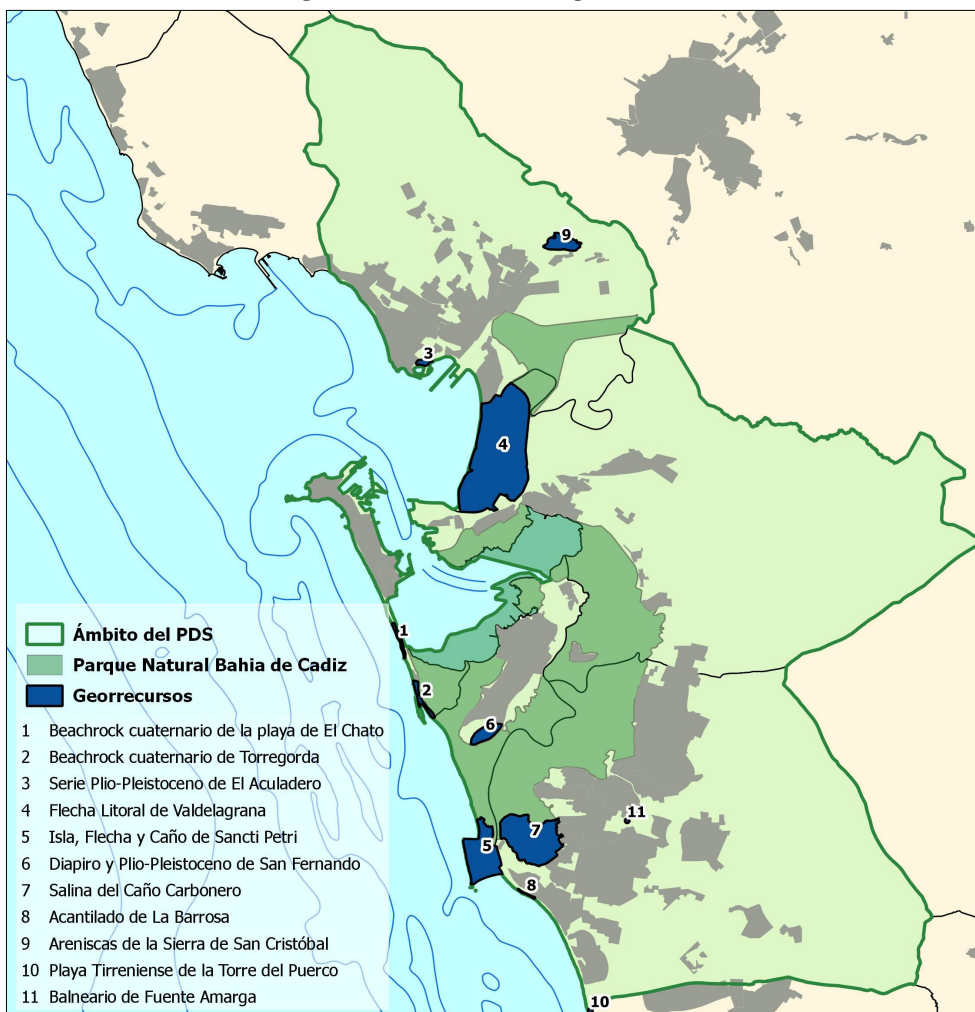 9
3
4
1
2
6
11
7
5
8
10
Ámbito del PDS
Parque Natural Bahia de Cadiz
Georrecursos
1 Beachrock cuaternario de la playa de El Chato
2 Beachrock cuaternario de Torregorda
3 Serie Plio-Pleistoceno de El Aculadero
4 Flecha Litoral de Valdelagrana
5 Isla, Flecha y Caño de Sancti Petri
6 Diapiro y Plio-Pleistoceno de San Fernando
7 Salina del Caño Carbonero
8 Acantilado de La Barrosa
9 Areniscas de la Sierra de San Cristóbal
10 Playa Tirreniense de la Torre del Puerco
11 Balneario de Fuente Amarga